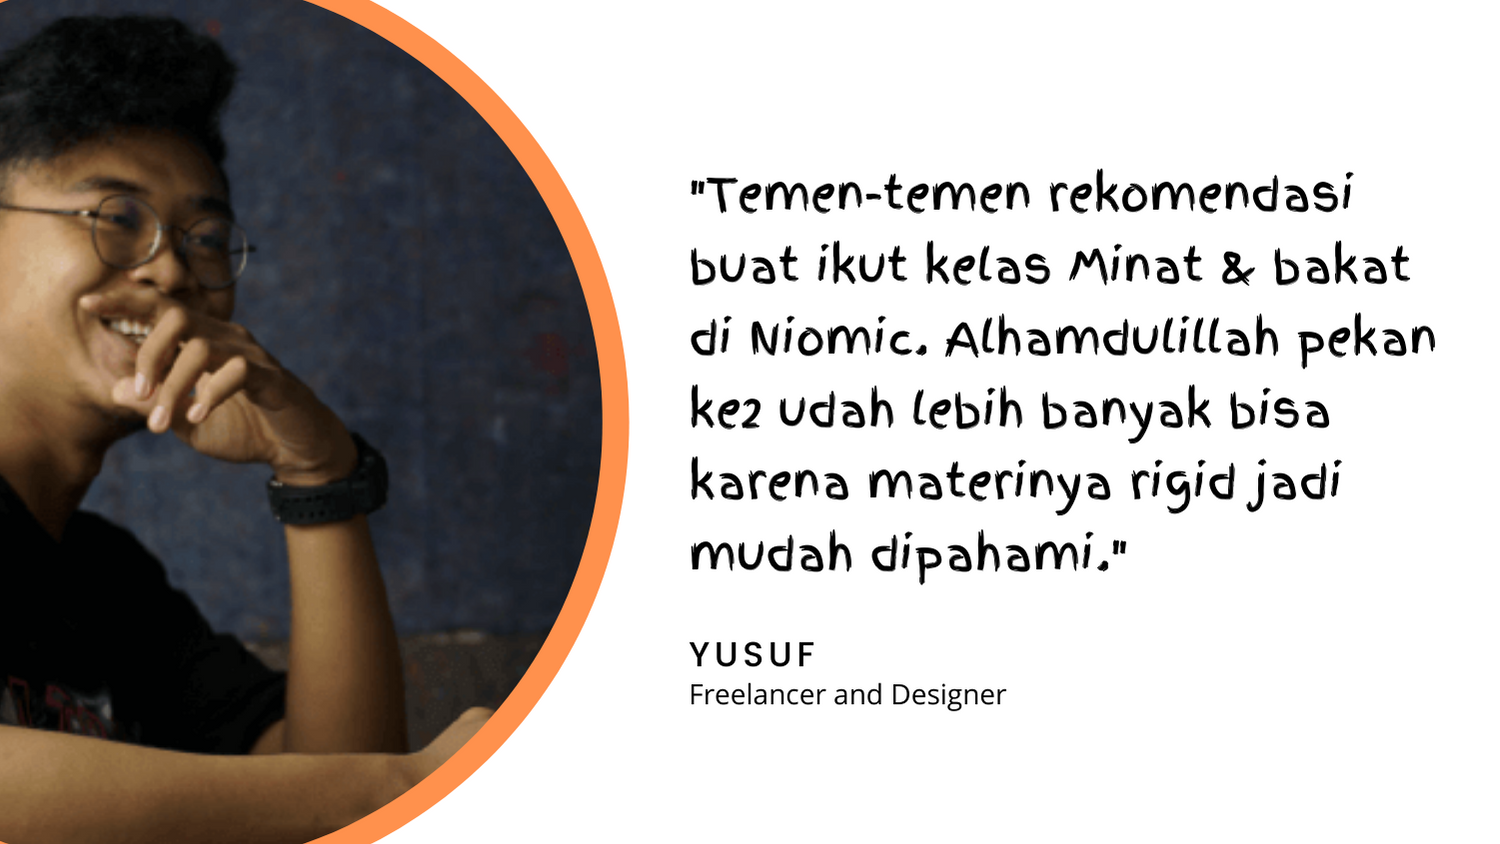 "Temen-temen rekomendasi
buat ikut kelas Minat & bakat
di Niomic. Alhamdulillah pekan
ke2 udah lebih banyak bisa
karena materinya rigid jadi
mudah dipahami."
YUSUF
Freelancer and Designer